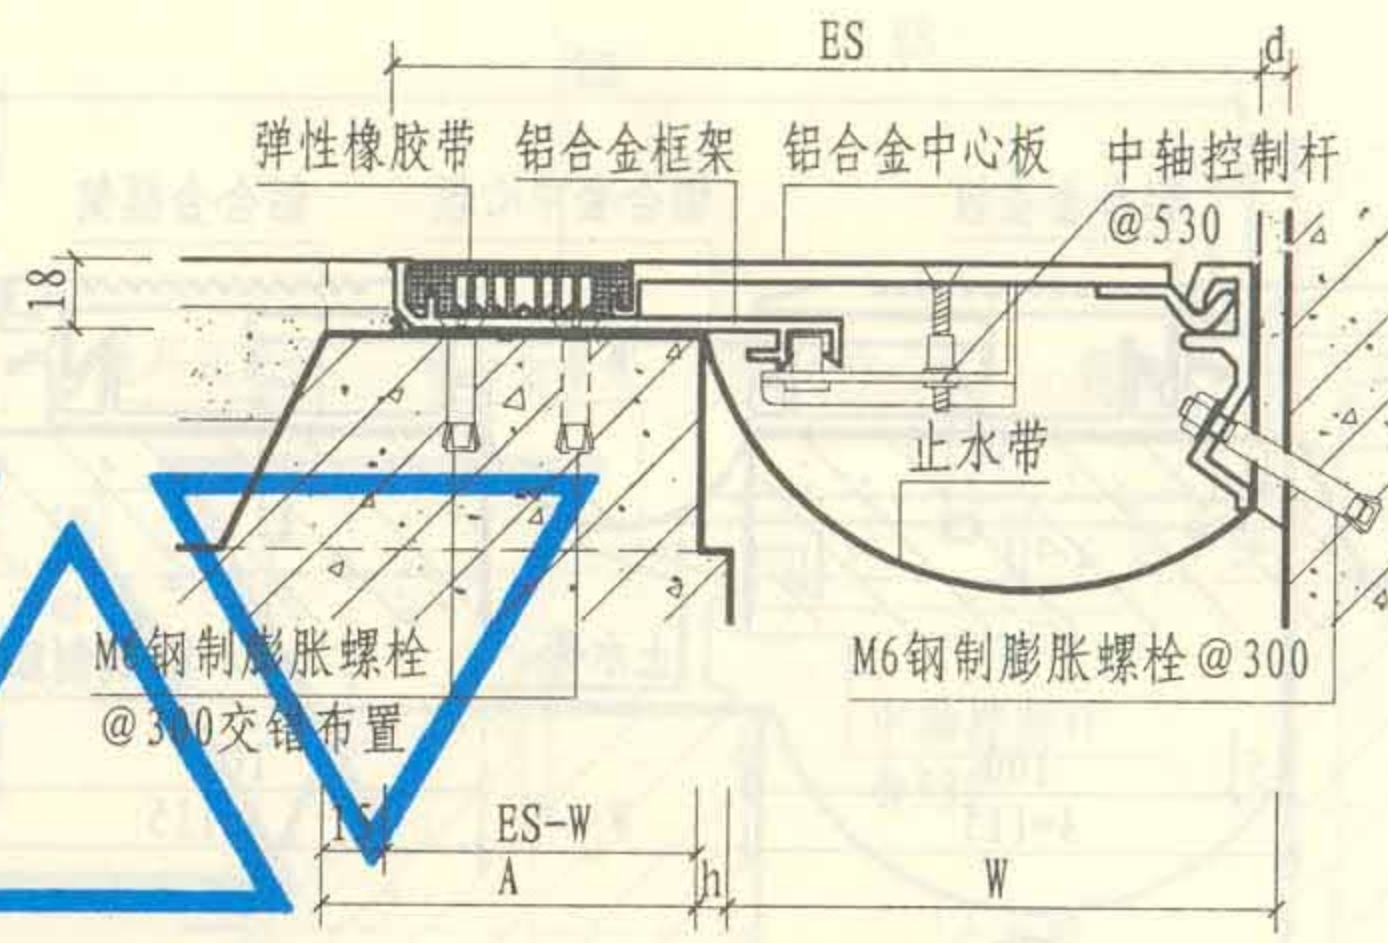 ES
d
弹性橡胶带
铝合金框架
铝合金中心板
中轴控制杆
@530
18
止水带
M6钢制膨胀螺栓
@300交错布置
M6钢制膨胀螺栓@300
15
ES-W
A
h
W